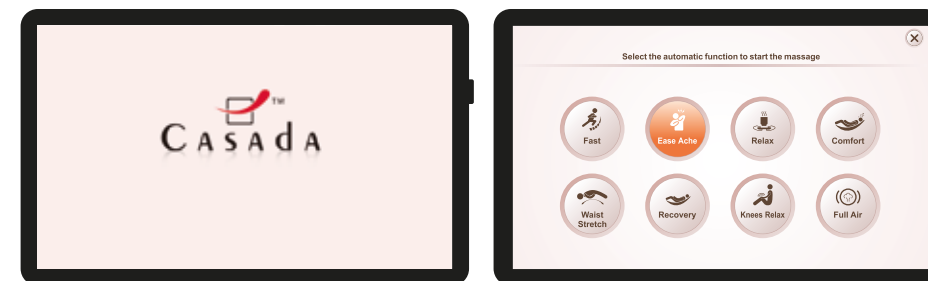 Casada
TM
Select the automatic function to start the massage
Fast
Ease Ache
Relax
Comfort
Waist
Stretch
Recovery
Knees Relax
Full Air